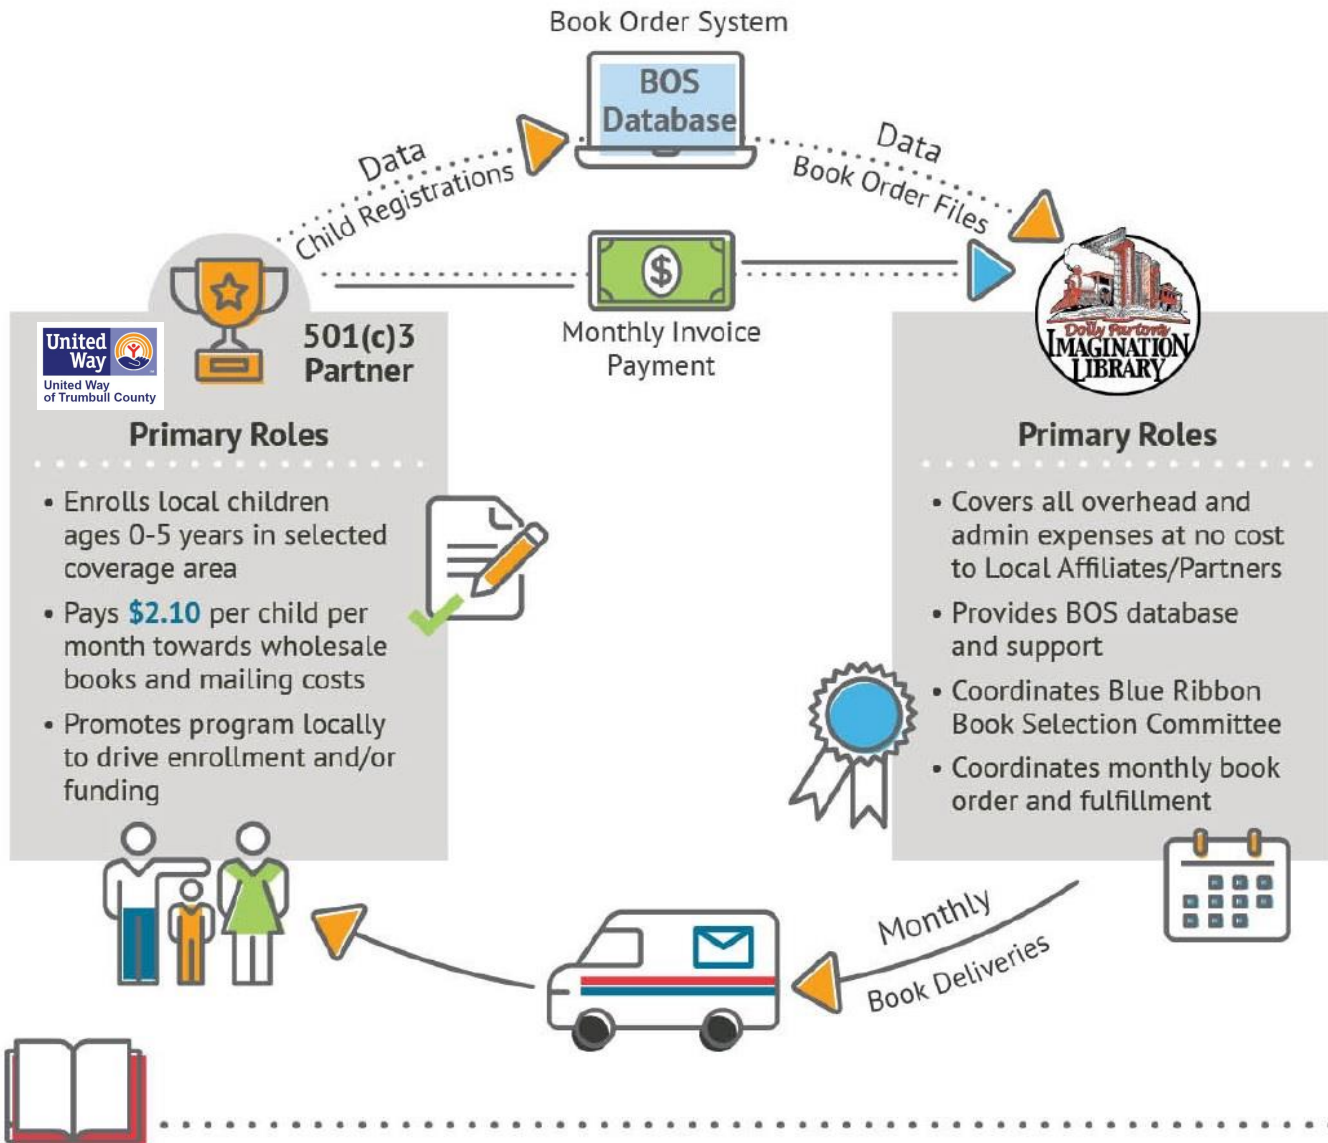 Book Order System
BOS
Database
Data
Child Registrations
Data
Book Order Files
$
Monthly Invoice
Payment
United
Way
United Way
of Trumbull County
501(c)3
Partner
Primary Roles
• Enrolls local children
ages 0-5 years in selected
coverage area
• Pays $2.10 per child per
month towards wholesale
books and mailing costs
• Promotes program locally
to drive enrollment and/or
funding
Dolly Parton's
IMAGINATION
LIBRARY
Primary Roles
• Covers all overhead and
admin expenses at no cost
to Local Affiliates/Partners
• Provides BOS database
and support
• Coordinates Blue Ribbon
Book Selection Committee
• Coordinates monthly book
order and fulfillment
Monthly
Book Deliveries